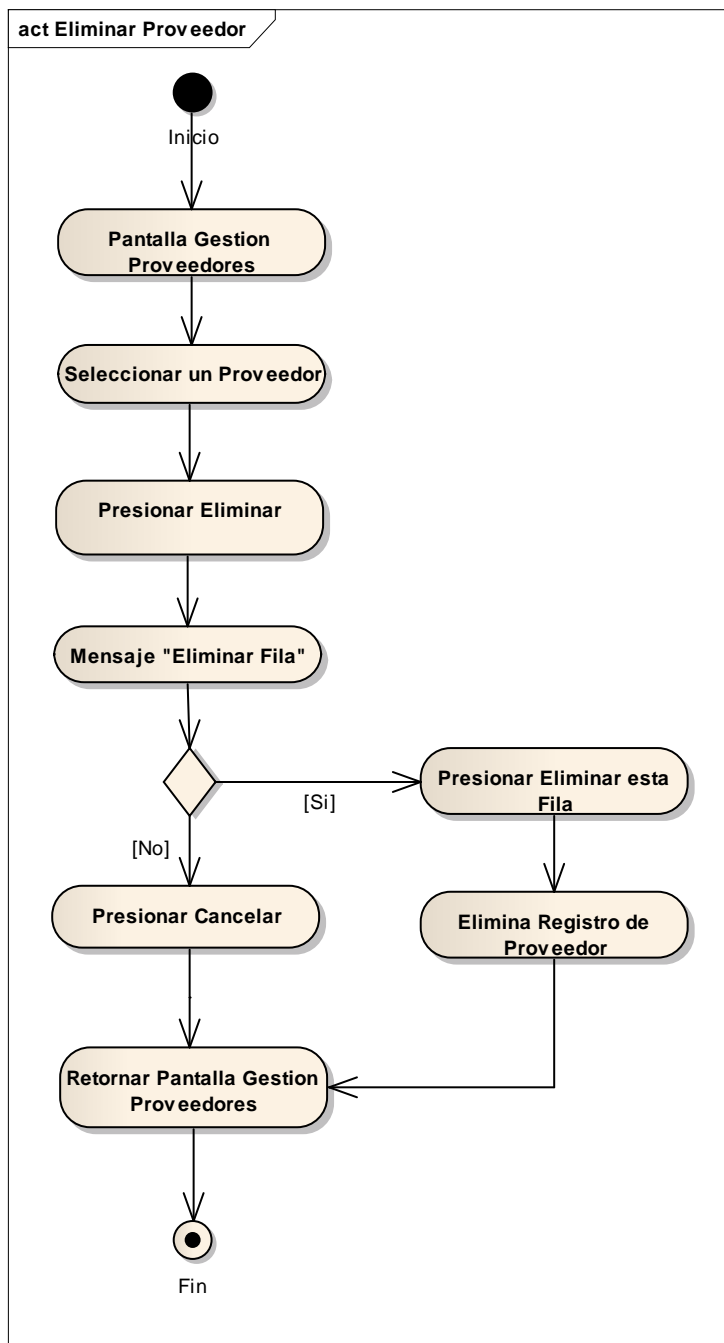 act Eliminar Proveedor
Inicio
Pantalla Gestion
Proveedores
Seleccionar un Proveedor
Presionar Eliminar
Mensaje "Eliminar Fila"
[Si]
Presionar Eliminar esta
Fila
[No]
Presionar Cancelar
Elimina Registro de
Proveedor
Retornar Pantalla Gestion
Proveedores
Fin